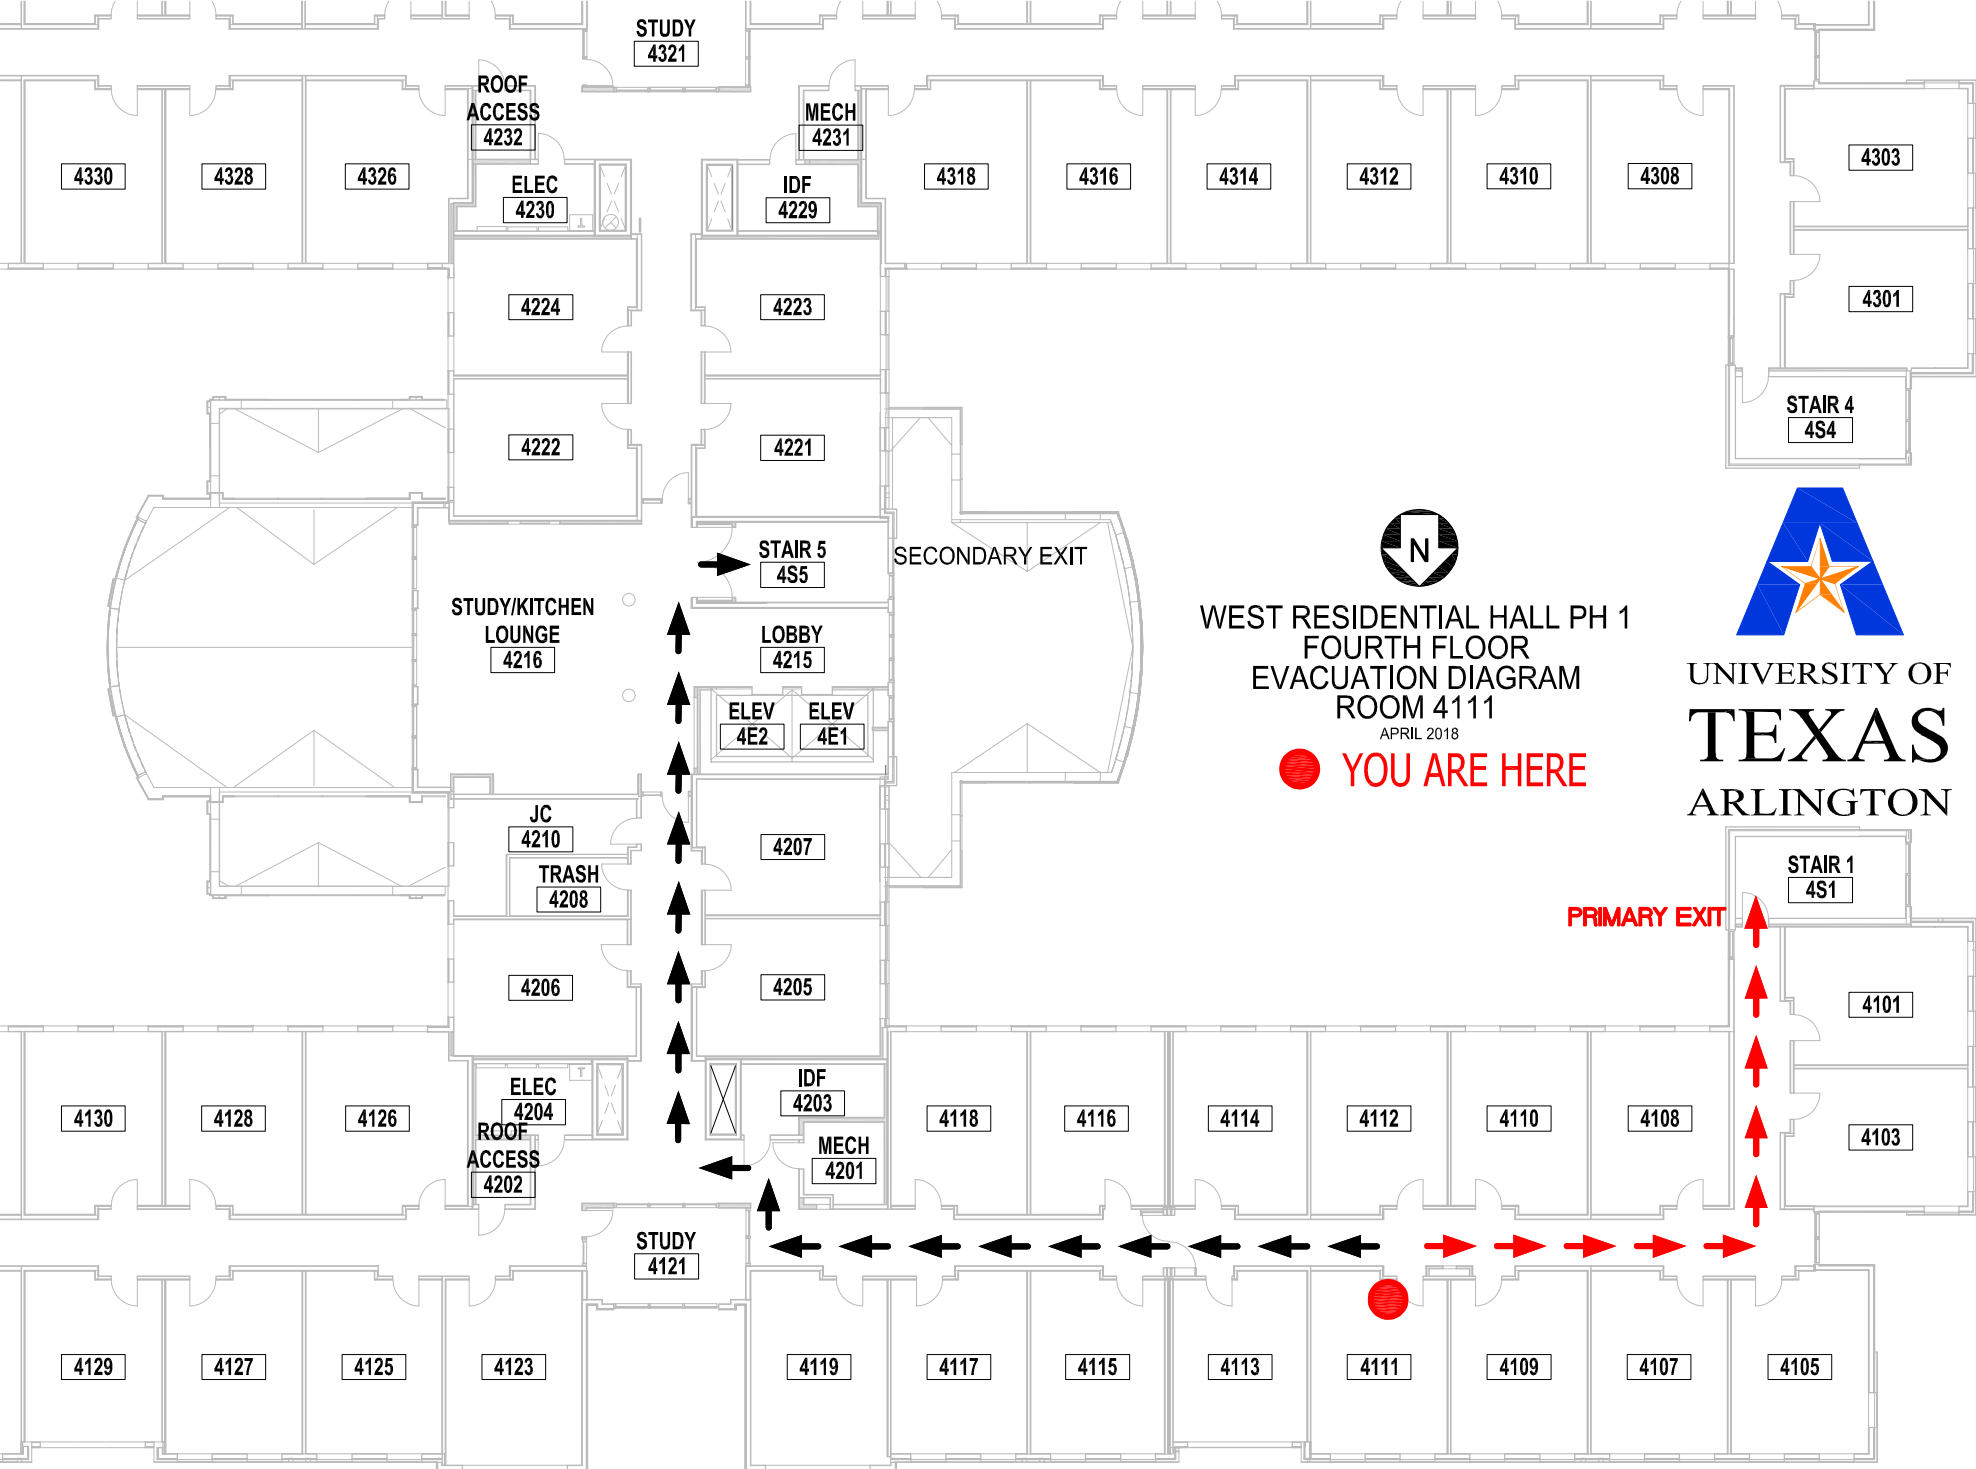 STUDY
4321
ROOF
ACCESS
4232
MECH
4231
4330
4328
4326
ELEC
4230
T
IDF
4229
4318
4316
4314
4312
4310
4308
4303
4224
4223
4301
4222
4221
STAIR 4
4S4
STAIR 5
4S5
SECONDARY EXIT
STUDY/KITCHEN
LOUNGE
4216
LOBBY
4215
ELEV
4E2
ELEV
4E1
N
WEST RESIDENTIAL HALL PH 1
FOURTH FLOOR
EVACUATION DIAGRAM
ROOM 4111
APRIL 2018
YOU ARE HERE
UNIVERSITY OF
TEXAS
ARLINGTON
JC
4210
TRASH
4208
4207
STAIR 1
4S1
PRIMARY EXIT
4206
4205
4101
4130
4128
4126
ELEC
4204
T
ROOF
ACCESS
4202
IDF
4203
MECH
4201
4118
4116
4114
4112
4110
4108
4103
STUDY
4121
4129
4127
4125
4123
4119
4117
4115
4113
4111
4109
4107
4105